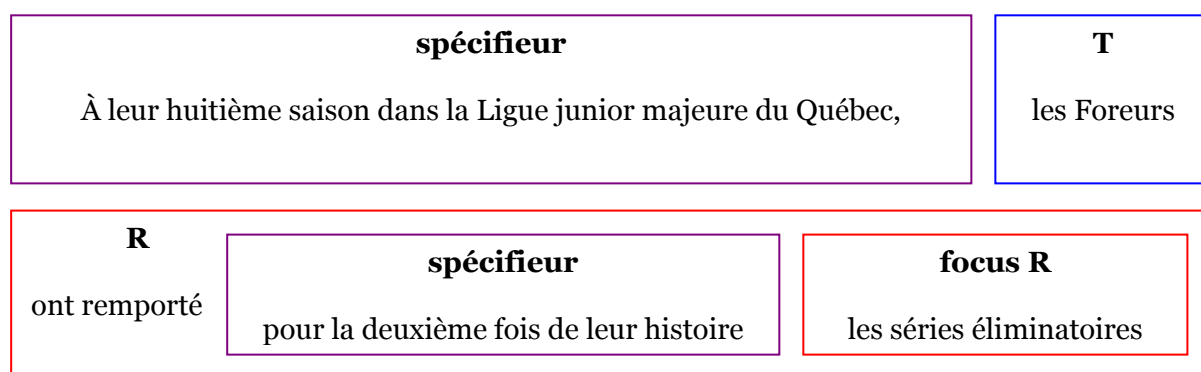 spécifieur
À leur huitième saison dans la Ligue junior majeure du Québec,
T
les Foreurs
R
ont remporté
spécifieur
pour la deuxième fois de leur histoire
focus R
les séries éliminatoires